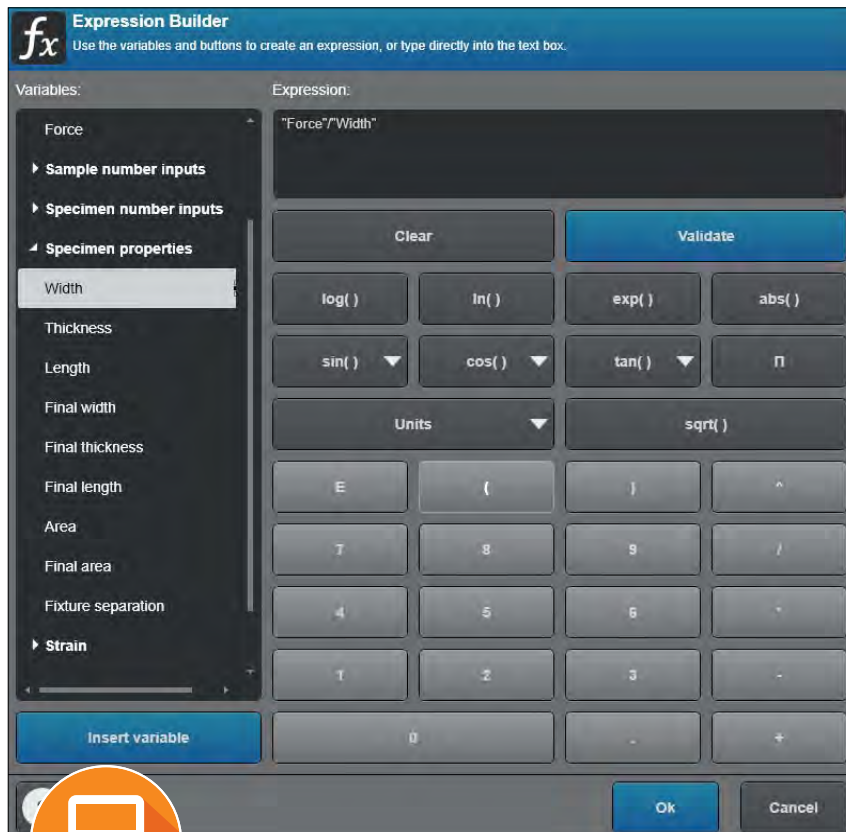 fx
Expression Builder
Use the variables and buttons to create an expression, or type directly into the text box.
Variables:
Force
Sample number inputs
Specimen number inputs
Specimen properties
Width
Thickness
Length
Final width
Final thickness
Final length
Area
Final area
Fixture separation
Strain
Insert variable
Expression:
"Force"/"Width"
Clear Validate
log( ) ln( ) exp( ) abs( )
sin( ) cos( ) tan( ) Π
Units sqrt( )
E ( ) ^
7 8 9 /
4 5 6 *
1 2 3 -
0 . +
Ok Cancel